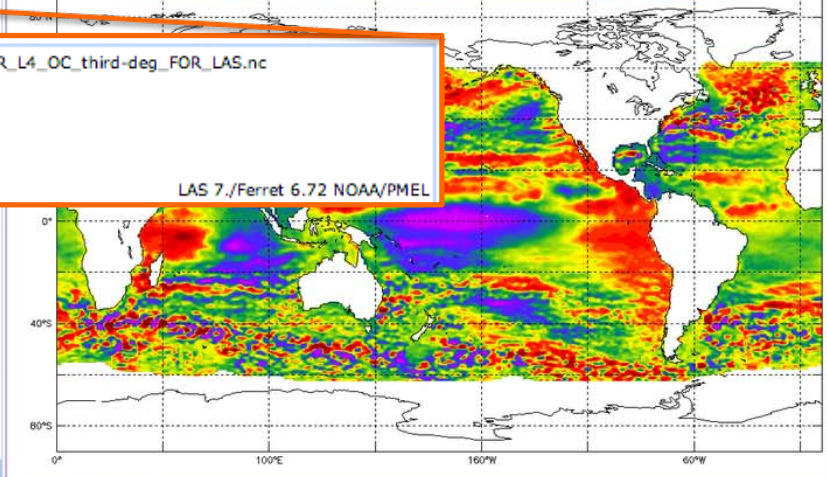 R_L4_OC_third-deg_FOR_LAS.nc
LAS 7./Ferret 6.72 NOAA/PMEL
0°
40°S
80°S
0°
100°E
160°W
60°W